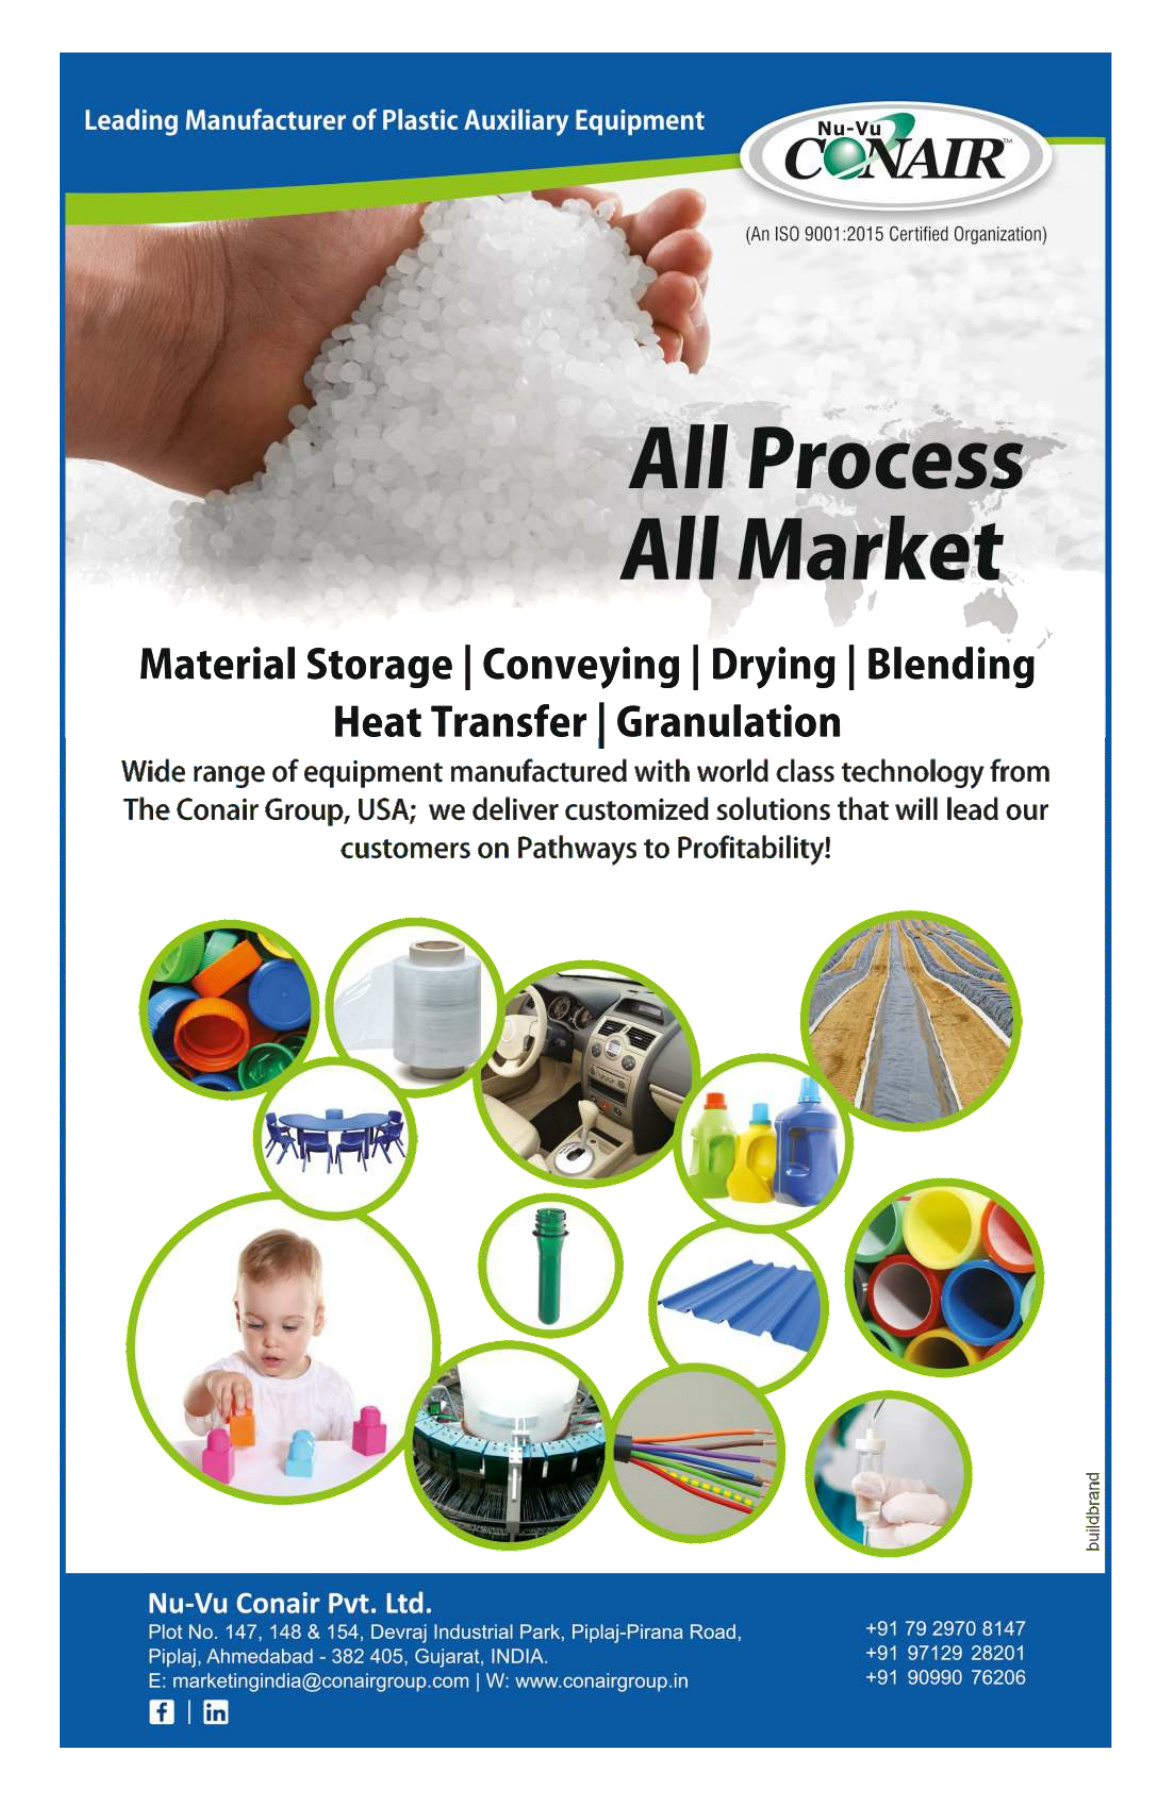 Leading Manufacturer of Plastic Auxiliary Equipment
Nu-Vu
CONAIR™
(An ISO 9001:2015 Certified Organization)
All Process
All Market
Material Storage | Conveying | Drying | Blending
Heat Transfer | Granulation
Wide range of equipment manufactured with world class technology from
The Conair Group, USA; we deliver customized solutions that will lead our
customers on Pathways to Profitability!
buildbrand
Nu-Vu Conair Pvt. Ltd.
Plot No. 147, 148 & 154, Devraj Industrial Park, Piplaj-Pirana Road,
Piplaj, Ahmedabad - 382 405, Gujarat, INDIA.
E: marketingindia@conairgroup.com | W: www.conairgroup.in
f | in
+91 79 2970 8147
+91 97129 28201
+91 90990 76206